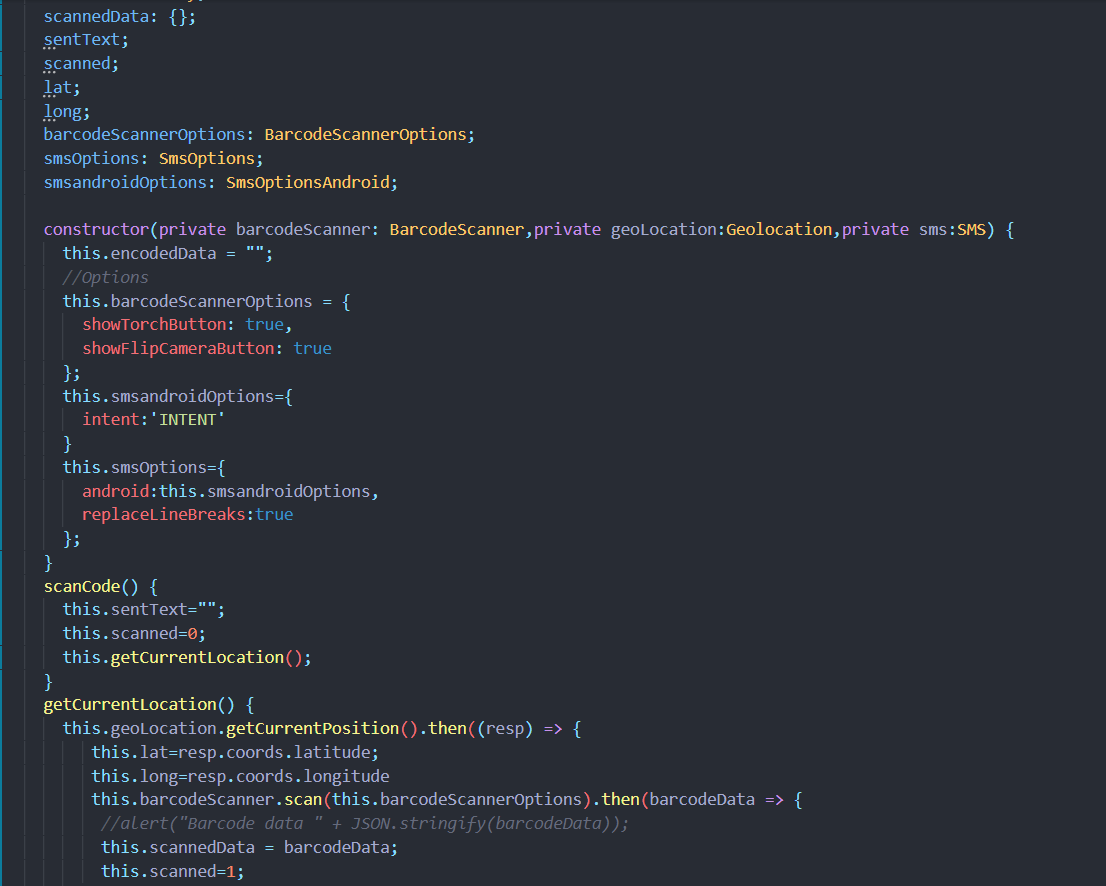 scannedData: {};
sentText;
scanned;
lat;
long;
barcodeScannerOptions: BarcodeScannerOptions;
smsOptions: SmsOptions;
smsandroidOptions: SmsOptionsAndroid;

constructor(private barcodeScanner: BarcodeScanner,private geoLocation:Geolocation,private sms:SMS) {
  this.encodedData = "";
  //Options
  this.barcodeScannerOptions = {
    showTorchButton: true,
    showFlipCameraButton: true
  };
  this.smsandroidOptions={
    intent:'INTENT'
  }
  this.smsOptions={
    android:this.smsandroidOptions,
    replaceLineBreaks:true
  };
}
scanCode() {
  this.sentText="";
  this.scanned=0;
  this.getCurrentLocation();
}
getCurrentLocation() {
  this.geoLocation.getCurrentPosition().then((resp) => {
     this.lat=resp.coords.latitude;
     this.long=resp.coords.longitude
     this.barcodeScanner.scan(this.barcodeScannerOptions).then(barcodeData => {
      //alert("Barcode data " + JSON.stringify(barcodeData));
      this.scannedData = barcodeData;
      this.scanned=1;